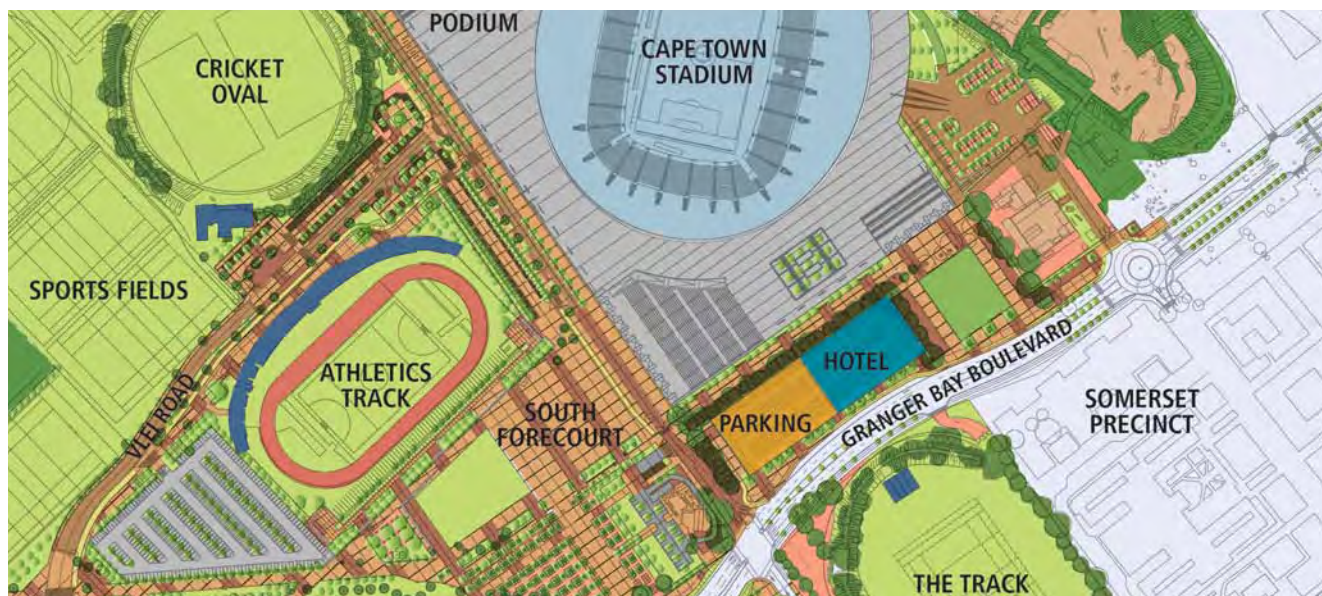 PODIUM
CRICKET
OVAL
CAPE TOWN
STADIUM
SPORTS FIELDS
VLEI ROAD
ATHLETICS
TRACK
SOUTH
FORECOURT
PARKING
HOTEL
GRANGER BAY BOULEVARD
SOMERSET
PRECINCT
THE TRACK